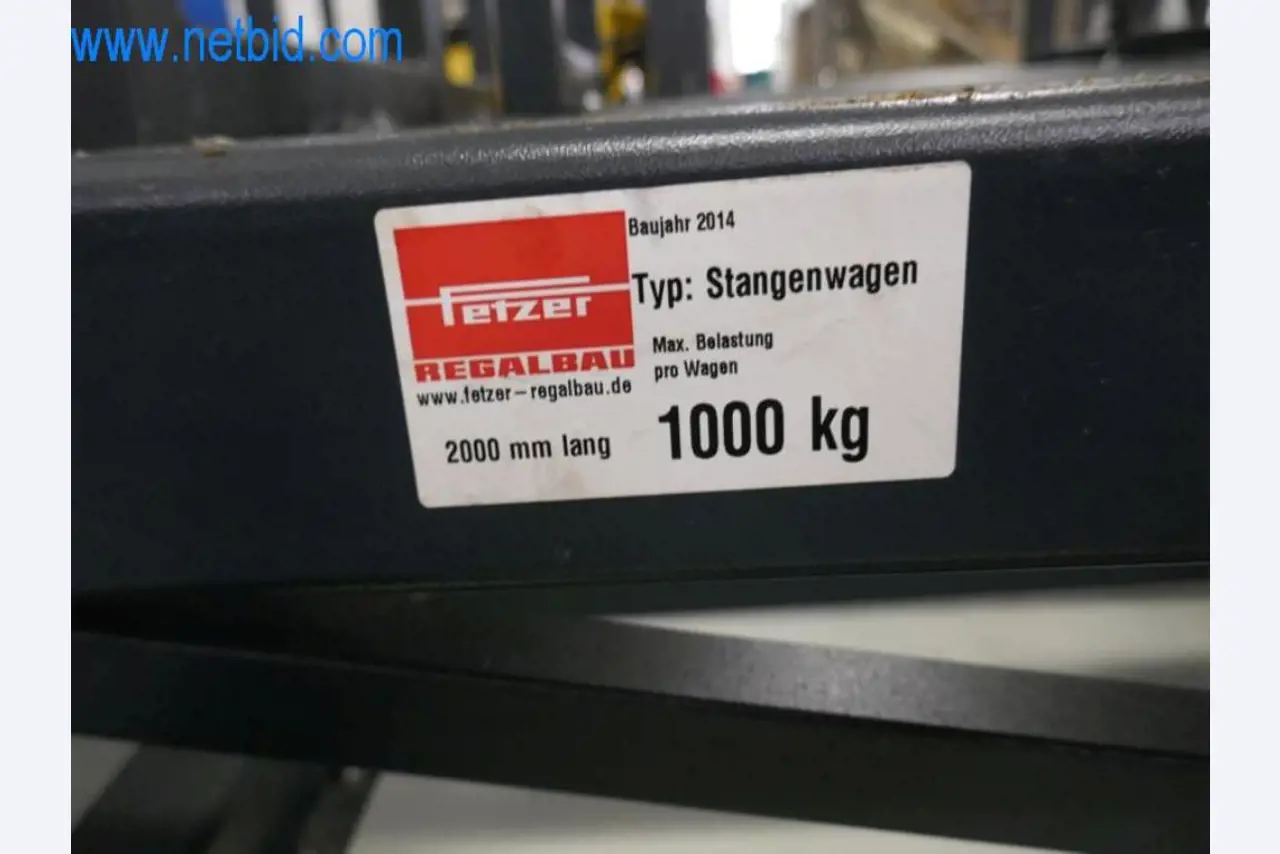 www.netbid.com
Baujahr 2014
Fetzer
Typ: Stangenwagen
REGALBAU
Max. Belastung
pro Wagen
www.fetzer-regalbau.de
2000 mm lang
1000 kg